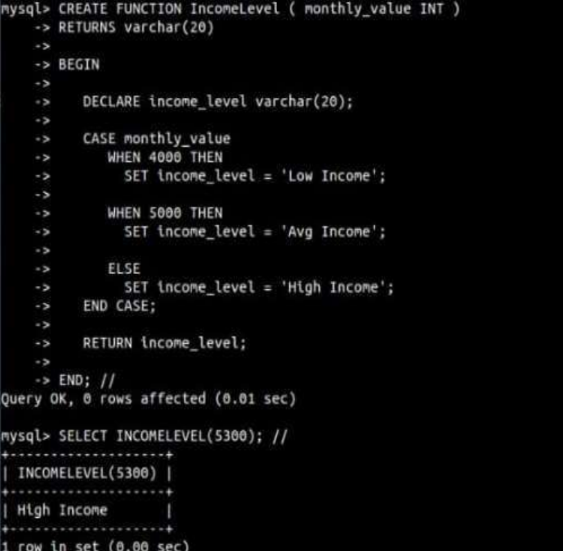 mysql> CREATE FUNCTION IncomeLevel ( monthly_value INT )
    -> RETURNS varchar(20)
    ->
    -> BEGIN
    ->
    ->    DECLARE income_level varchar(20);
    ->
    ->    CASE monthly_value
    ->       WHEN 4000 THEN
    ->         SET income_level = 'Low Income';
    ->
    ->       WHEN 5000 THEN
    ->         SET income_level = 'Avg Income';
    ->
    ->       ELSE
    ->         SET income_level = 'High Income';
    ->    END CASE;
    ->
    ->    RETURN income_level;
    ->
    -> END; //
Query OK, 0 rows affected (0.01 sec)
mysql> SELECT INCOMELEVEL(5300); //
+-------------------+
| INCOMELEVEL(5300) |
+-------------------+
| High Income       |
+-------------------+
1 row in set (0.00 sec)